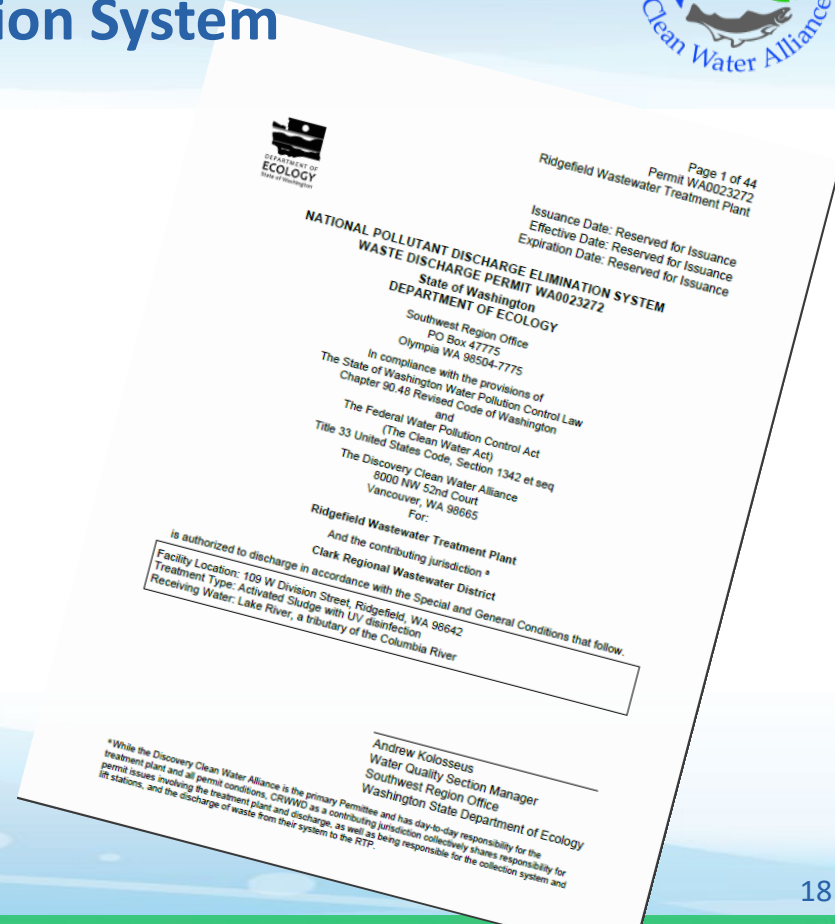 ion System
Clean Water Alliance
DEPARTMENT OF
ECOLOGY
State of Washington
Page 1 of 44
Permit WA0023272
Ridgefield Wastewater Treatment Plant
Issuance Date: Reserved for Issuance
Effective Date: Reserved for Issuance
Expiration Date: Reserved for Issuance
NATIONAL POLLUTANT DISCHARGE ELIMINATION SYSTEM
WASTE DISCHARGE PERMIT WA0023272
State of Washington
DEPARTMENT OF ECOLOGY
Southwest Region Office
PO Box 47775
Olympia WA 98504-7775
In compliance with the provisions of
The State of Washington Water Pollution Control Law
Chapter 90.48 Revised Code of Washington
and
The Federal Water Pollution Control Act
(The Clean Water Act)
Title 33 United States Code, Section 1342 et seq
The Discovery Clean Water Alliance
8000 NW 52nd Court
Vancouver, WA 98665
For:
Ridgefield Wastewater Treatment Plant
And the contributing jurisdiction ª
Clark Regional Wastewater District
is authorized to discharge in accordance with the Special and General Conditions that follow.
Facility Location: 109 W Division Street, Ridgefield, WA 98642
Treatment Type: Activated Sludge with UV disinfection
Receiving Water: Lake River, a tributary of the Columbia River
Andrew Kolosseus
Water Quality Section Manager
Southwest Region Office
Washington State Department of Ecology
ªWhile the Discovery Clean Water Alliance is the primary Permittee and has day-to-day responsibility for the
treatment plant and all permit conditions, CRWWD as a contributing jurisdiction collectively shares responsibility for
permit issues involving the treatment plant and discharge, as well as being responsible for the collection system and
lift stations, and the discharge of waste from their system to the RTP.
18